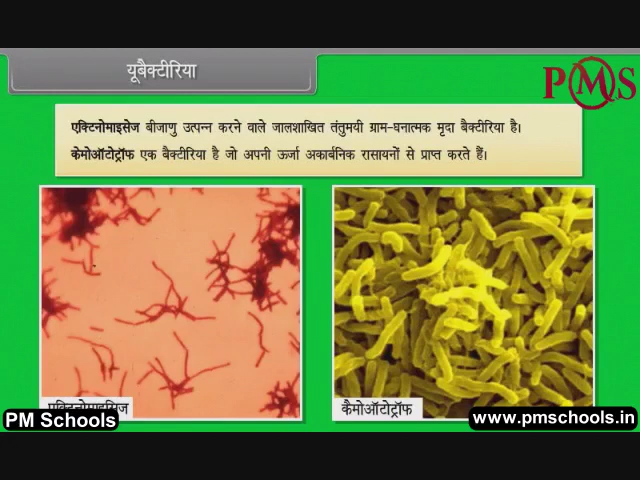 यूबैक्टीरिया
PMS
एक्टिनोमाइसेज बीजाणु उत्पन्न करने वाले जालशाखित तंतुमयी ग्राम-घनात्मक मृदा बैक्टीरिया है।
केमोऑटोट्रॉफ एक बैक्टीरिया है जो अपनी ऊर्जा अकार्बनिक रासायनों से प्राप्त करते हैं।
कैमोऑटोट्रॉफ
PM Schools
www.pmschools.in